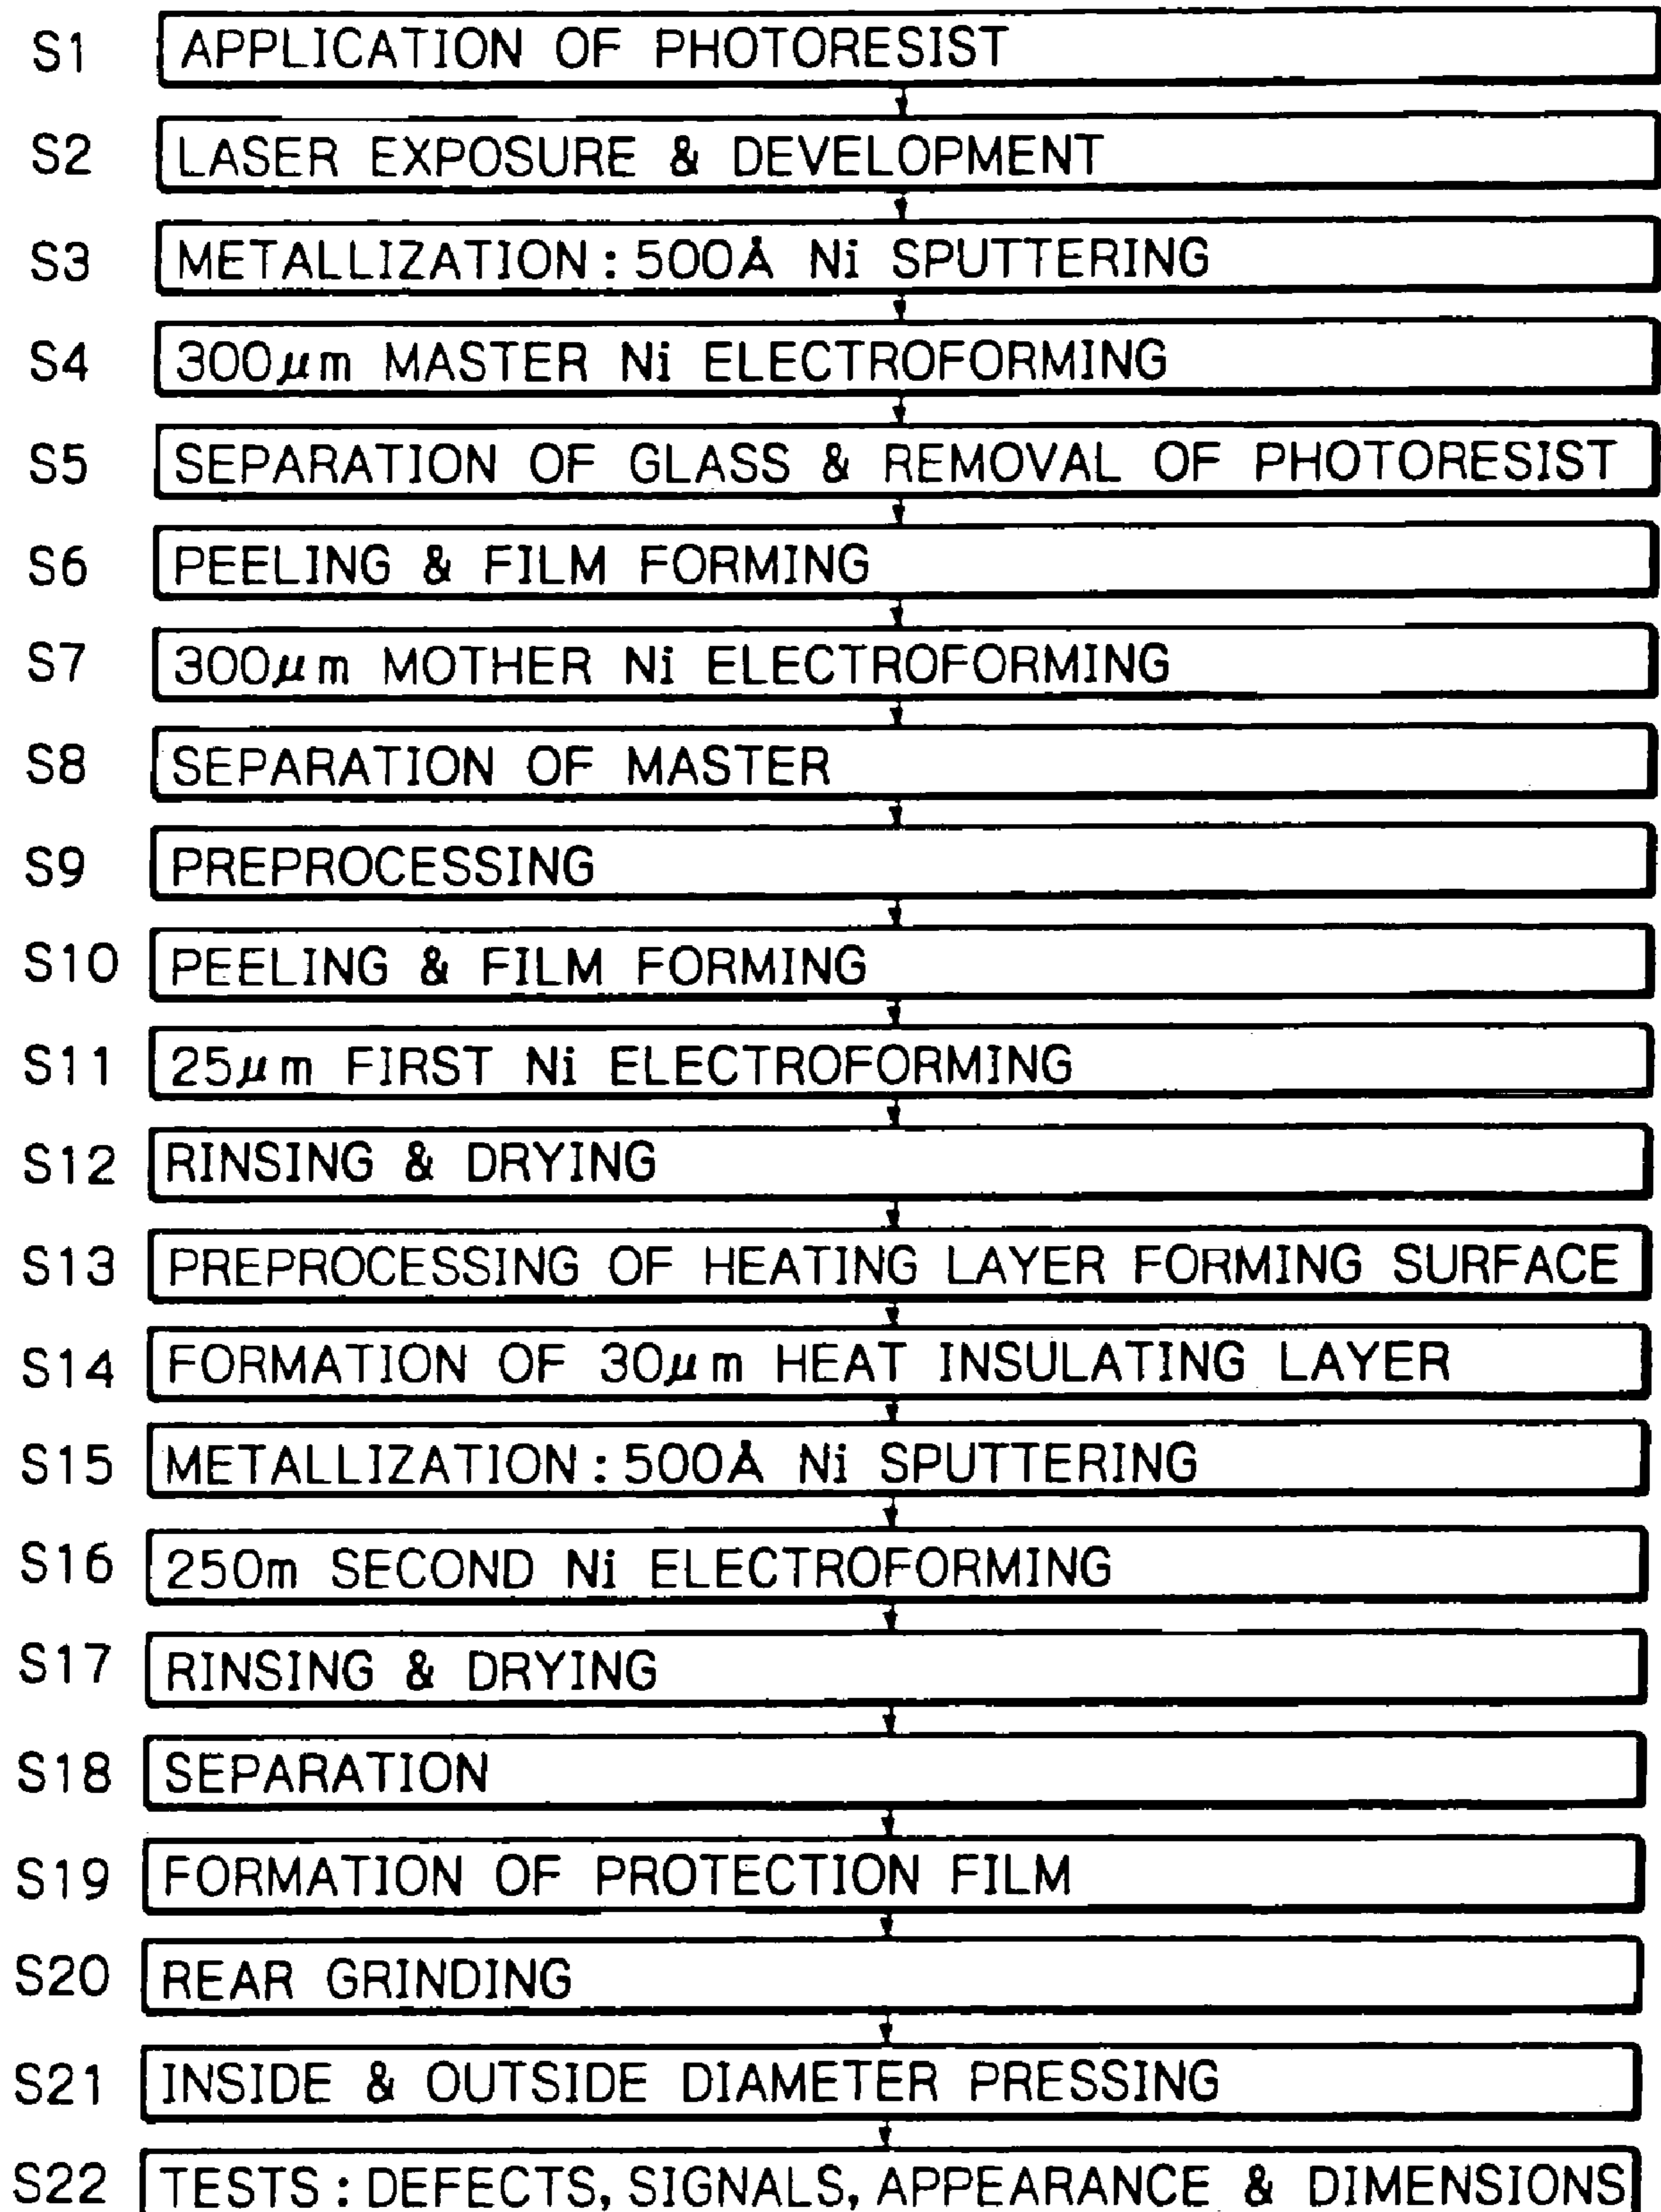 S1 APPLICATION OF PHOTORESIST
S2 LASER EXPOSURE & DEVELOPMENT
S3 METALLIZATION : 500Å Ni SPUTTERING
S4 300μm MASTER Ni ELECTROFORMING
S5 SEPARATION OF GLASS & REMOVAL OF PHOTORESIST
S6 PEELING & FILM FORMING
S7 300μm MOTHER Ni ELECTROFORMING
S8 SEPARATION OF MASTER
S9 PREPROCESSING
S10 PEELING & FILM FORMING
S11 25μm FIRST Ni ELECTROFORMING
S12 RINSING & DRYING
S13 PREPROCESSING OF HEATING LAYER FORMING SURFACE
S14 FORMATION OF 30μm HEAT INSULATING LAYER
S15 METALLIZATION : 500Å Ni SPUTTERING
S16 250m SECOND Ni ELECTROFORMING
S17 RINSING & DRYING
S18 SEPARATION
S19 FORMATION OF PROTECTION FILM
S20 REAR GRINDING
S21 INSIDE & OUTSIDE DIAMETER PRESSING
S22 TESTS : DEFECTS, SIGNALS, APPEARANCE & DIMENSIONS